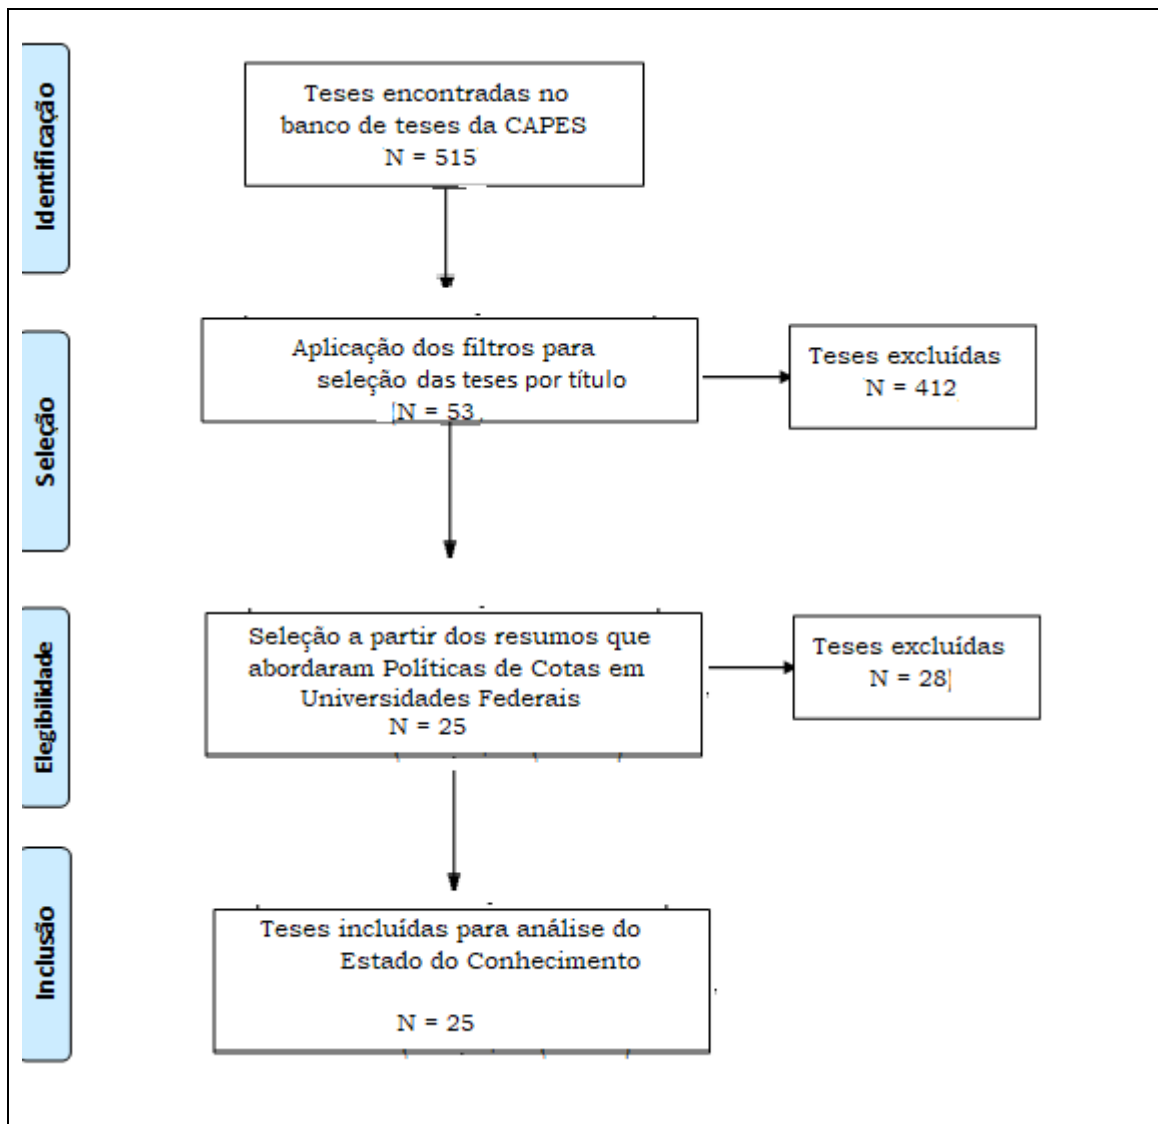 Identificação
Teses encontradas no
banco de teses da CAPES
N = 515
Seleção
Aplicação dos filtros para
seleção das teses por título
N = 53
Teses excluídas
N = 412
Elegibilidade
Seleção a partir dos resumos que
abordaram Políticas de Cotas em
Universidades Federais
N = 25
Teses excluídas
N = 28
Inclusão
Teses incluídas para análise do
Estado do Conhecimento
N = 25